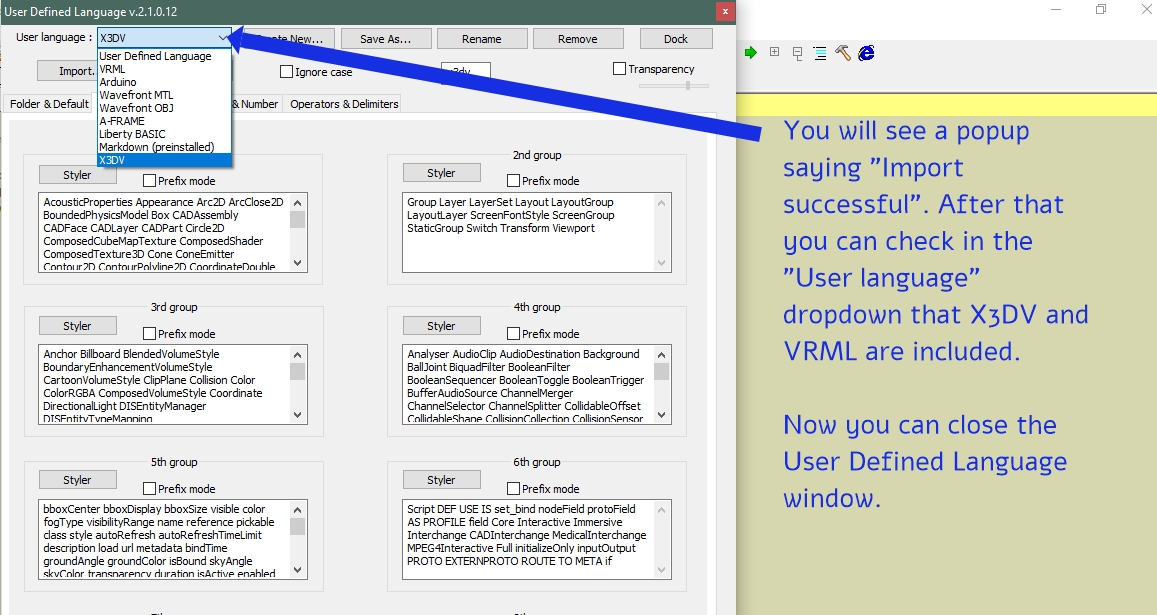 User Defined Language v.2.1.0.12
x
User language :
X3DV
Create New...
Save As...
Rename
Remove
Dock
User Defined Language
VRML
Arduino
Wavefront MTL
Wavefront OBJ
A-FRAME
Liberty BASIC
Markdown (preinstalled)
X3DV
Import.
Ignore case
Transparency
Folder & Default
& Number
Operators & Delimiters
Styler
Prefix mode
AcousticProperties Appearance Arc2D ArcClose2D
BoundedPhysicsModel Box CADAssembly
CADFace CADLayer CADPart Circle2D
ComposedCubeMapTexture ComposedShader
ComposedTexture3D Cone ConeEmitter
Contour2D ContourPolyline2D CoordinateDouble
2nd group
Styler
Prefix mode
Group Layer LayerSet Layout LayoutGroup
LayoutLayer ScreenFontStyle ScreenGroup
StaticGroup Switch Transform Viewport
3rd group
Styler
Prefix mode
Anchor Billboard BlendedVolumeStyle
BoundaryEnhancementVolumeStyle
CartoonVolumeStyle ClipPlane Collision Color
ColorRGBA ComposedVolumeStyle Coordinate
DirectionalLight DISEntityManager
DISEntityTypeMapping
4th group
Styler
Prefix mode
Analyser AudioClip AudioDestination Background
BallJoint BiquadFilter BooleanFilter
BooleanSequencer BooleanToggle BooleanTrigger
BufferAudioSource ChannelMerger
ChannelSelector ChannelSplitter CollidableOffset
CollidableShape CollisionCollection CollisionSensor
5th group
Styler
Prefix mode
bboxCenter bboxDisplay bboxSize visible color
fogType visibilityRange name reference pickable
class style autoRefresh autoRefreshTimeLimit
description load url metadata bindTime
groundAngle groundColor isBound skyAngle
skyColor transparency duration isActive enabled
6th group
Styler
Prefix mode
Script DEF USE IS set_bind nodeField protoField
AS PROFILE field Core Interactive Immersive
Interchange CADInterchange MedicalInterchange
MPEG4Interactive Full initializeOnly inputOutput
PROTO EXTERNPROTO ROUTE TO META if
You will see a popup
saying "Import
successful". After that
you can check in the
"User language"
dropdown that X3DV and
VRML are included.
Now you can close the
User Defined Language
window.